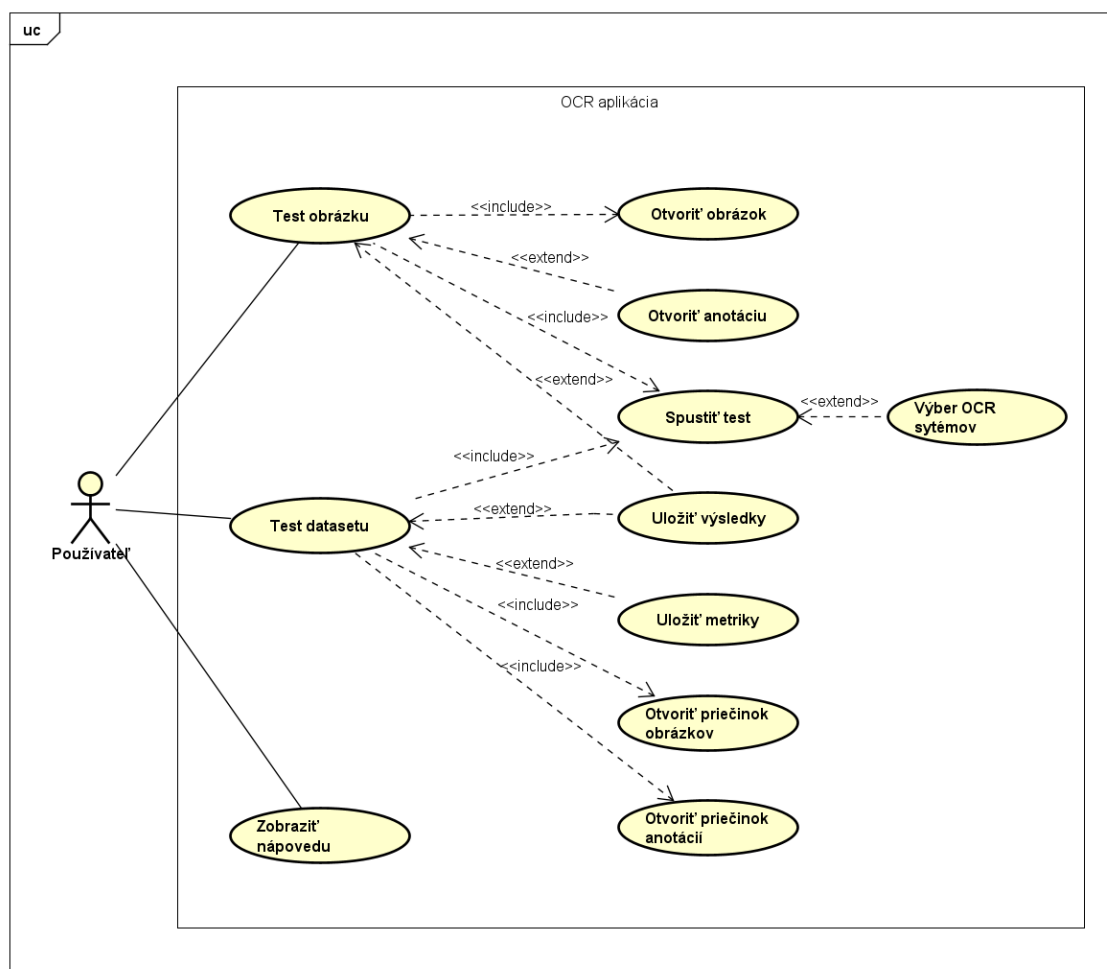 uc
OCR aplikácia
Test obrázku
<<include>>
Otvoriť obrázok
<<extend>>
Otvoriť anotáciu
<<include>>
<<extend>>
Spustiť test
<<extend>>
Výber OCR
sytémov
<<include>>
Test datasetu
<<extend>>
Uložiť výsledky
Používateľ
<<extend>>
<<include>>
Uložiť metriky
<<include>>
Otvoriť priečinok
obrázkov
Zobraziť
nápovedu
Otvoriť priečinok
anotácií